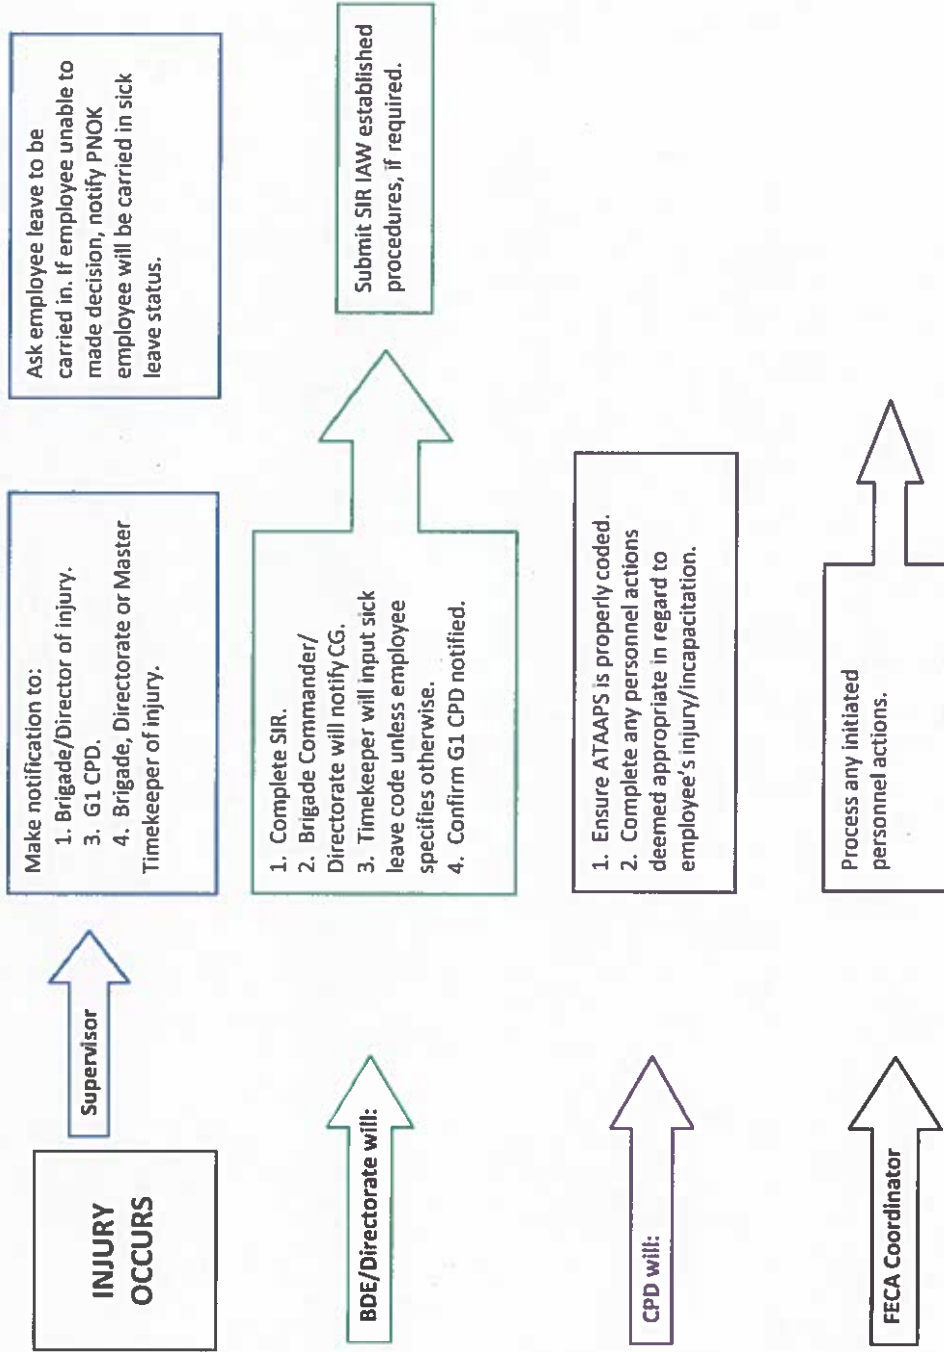 INJURY
OCCURS
Supervisor
Make notification to:
1. Brigade/Director of injury.
3. G1 CPD.
4. Brigade, Directorate or Master
Timekeeper of injury.
Ask employee leave to be
carried in. If employee unable to
made decision, notify PNOK
employee will be carried in sick
leave status.
BDE/Directorate will:
1. Complete SIR.
2. Brigade Commander/
Directorate will notify CG.
3. Timekeeper will input sick
leave code unless employee
specifies otherwise.
4. Confirm G1 CPD notified.
Submit SIR IAW established
procedures, if required.
CPD will:
1. Ensure ATAAPS is properly coded.
2. Complete any personnel actions
deemed appropriate in regard to
employee's injury/incapacitation.
FECA Coordinator
Process any initiated
personnel actions.